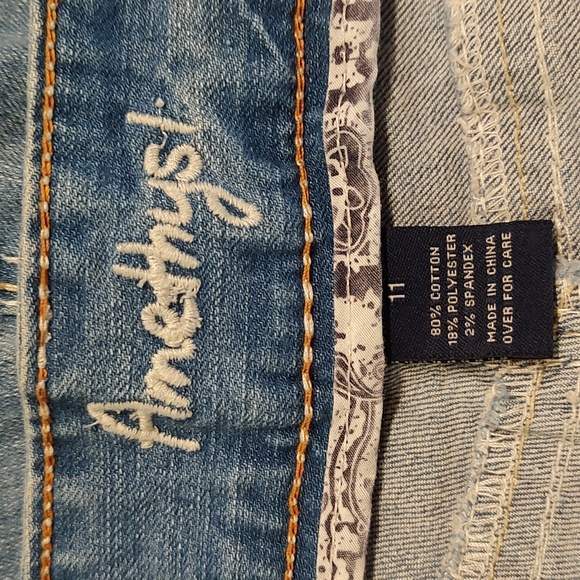 Amethyst
11
80% COTTON
18% POLYESTER
2% SPANDEX
MADE IN CHINA
OVER FOR CARE